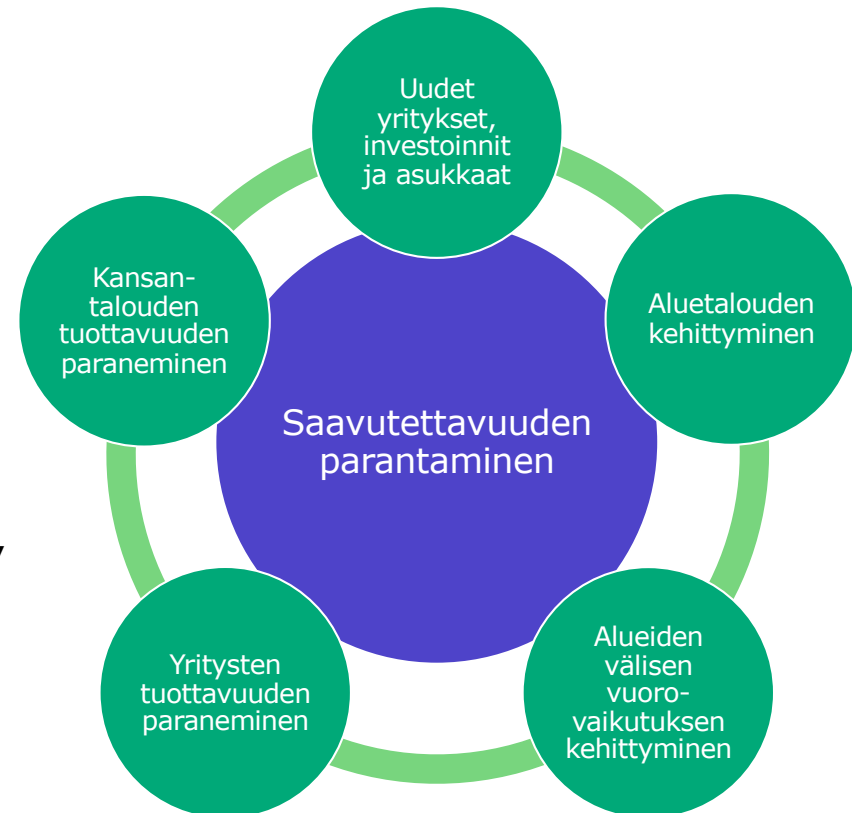 Uudet
yritykset,
investoinnit
ja asukkaat
Kansan-
talouden
tuottavuuden
paraneminen
Aluetalouden
kehittyminen
Saavutettavuuden
parantaminen
Yritysten
tuottavuuden
paraneminen
Alueiden
välisen
vuoro-
vaikutuksen
kehittyminen